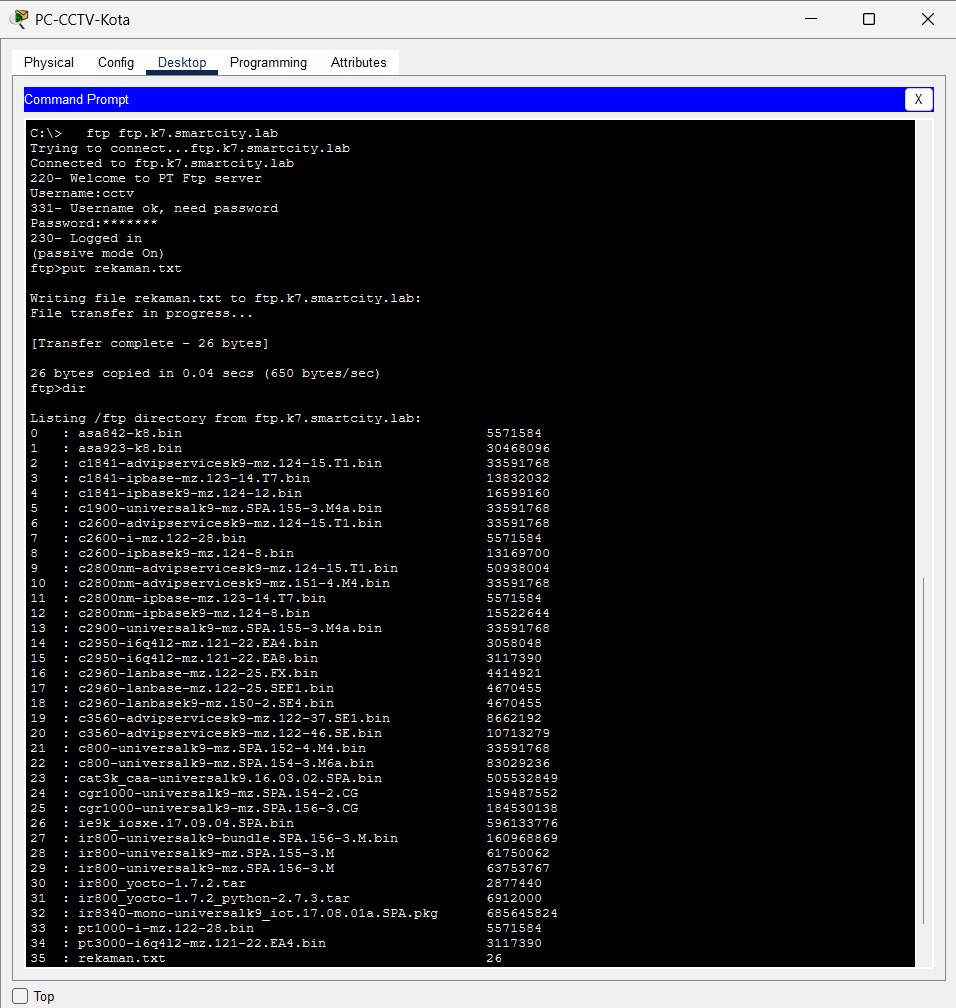 PC-CCTV-Kota
Physical Config Desktop Programming Attributes
Command Prompt
X
C:\> ftp ftp.k7.smartcity.lab
Trying to connect...ftp.k7.smartcity.lab
Connected to ftp.k7.smartcity.lab
220- Welcome to PT Ftp server
Username:cctv
331- Username ok, need password
Password:*******
230- Logged in
(passive mode On)
ftp>put rekaman.txt
Writing file rekaman.txt to ftp.k7.smartcity.lab:
File transfer in progress...
[Transfer complete - 26 bytes]
26 bytes copied in 0.04 secs (650 bytes/sec)
ftp>dir
Listing /ftp directory from ftp.k7.smartcity.lab:
0 : asa842-k8.bin 5571584
1 : asa923-k8.bin 30468096
2 : c1841-advipservicesk9-mz.124-15.T1.bin 33591768
3 : c1841-ipbase-mz.123-14.T7.bin 13832032
4 : c1841-ipbasek9-mz.124-12.bin 16599160
5 : c1900-universalk9-mz.SPA.155-3.M4a.bin 33591768
6 : c2600-advipservicesk9-mz.124-15.T1.bin 33591768
7 : c2600-i-mz.122-28.bin 5571584
8 : c2600-ipbasek9-mz.124-8.bin 13169700
9 : c2800nm-advipservicesk9-mz.124-15.T1.bin 50938004
10 : c2800nm-advipservicesk9-mz.151-4.M4.bin 33591768
11 : c2800nm-ipbase-mz.123-14.T7.bin 5571584
12 : c2800nm-ipbasek9-mz.124-8.bin 15522644
13 : c2900-universalk9-mz.SPA.155-3.M4a.bin 33591768
14 : c2950-i6q4l2-mz.121-22.EA4.bin 3058048
15 : c2950-i6q4l2-mz.121-22.EA8.bin 3117390
16 : c2960-lanbase-mz.122-25.FX.bin 4414921
17 : c2960-lanbase-mz.122-25.SEE1.bin 4670455
18 : c2960-lanbasek9-mz.150-2.SE4.bin 4670455
19 : c3560-advipservicesk9-mz.122-37.SE1.bin 8662192
20 : c3560-advipservicesk9-mz.122-46.SE.bin 10713279
21 : c800-universalk9-mz.SPA.152-4.M4.bin 33591768
22 : c800-universalk9-mz.SPA.154-3.M6a.bin 83029236
23 : cat3k_caa-universalk9.16.03.02.SPA.bin 505532849
24 : cgr1000-universalk9-mz.SPA.154-2.CG 159487552
25 : cgr1000-universalk9-mz.SPA.156-3.CG 184530138
26 : ie9k_iosxe.17.09.04.SPA.bin 596133776
27 : ir800-universalk9-bundle.SPA.156-3.M.bin 160968869
28 : ir800-universalk9-mz.SPA.155-3.M 61750062
29 : ir800-universalk9-mz.SPA.156-3.M 63753767
30 : ir800_yocto-1.7.2.tar 2877440
31 : ir800_yocto-1.7.2_python-2.7.3.tar 6912000
32 : ir8340-mono-universalk9_iot.17.08.01a.SPA.pkg 685645824
33 : pt1000-i-mz.122-28.bin 5571584
34 : pt3000-i6q4l2-mz.121-22.EA4.bin 3117390
35 : rekaman.txt 26
Top